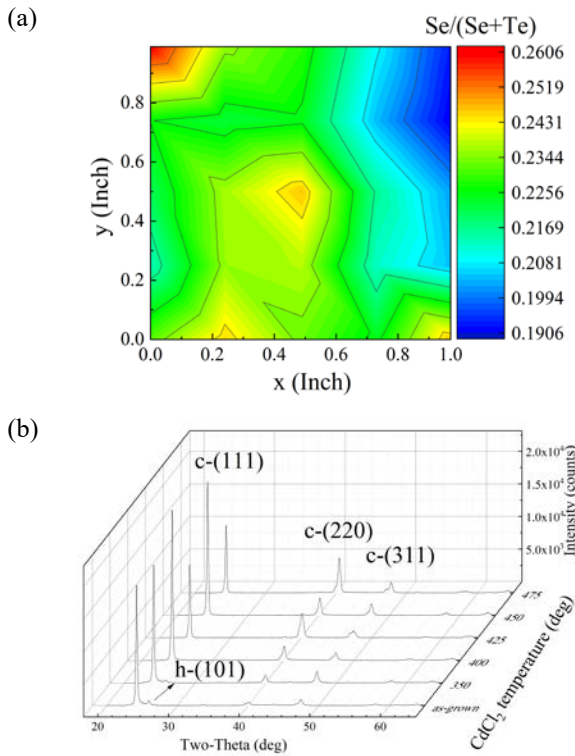 (a)
Se/(Se+Te)
0.2606
0.2519
0.2431
0.2344
0.2256
0.2169
0.2081
0.1994
0.1906
y (Inch)
0.8
0.6
0.4
0.2
0.0
0.0 0.2 0.4 0.6 0.8 1.0
x (Inch)
(b)
c-(111)
c-(220)
c-(311)
h-(101)
2.0x10⁴
1.5x10⁴
1.0x10⁴
5.0x10³
Intensity (counts)
475
450
425
400
350
as-grown
CdCl₂ temperature (deg)
20 30 40 50 60
Two-Theta (deg)